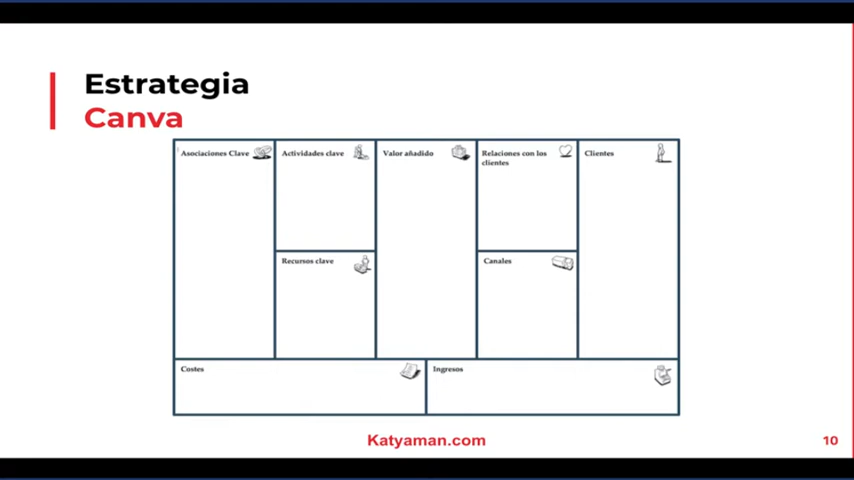 Estrategia
Canva
Asociaciones Clave
Actividades clave
Valor añadido
Relaciones con los
clientes
Clientes
Recursos clave
Canales
Costes
Ingresos
Katyaman.com
10